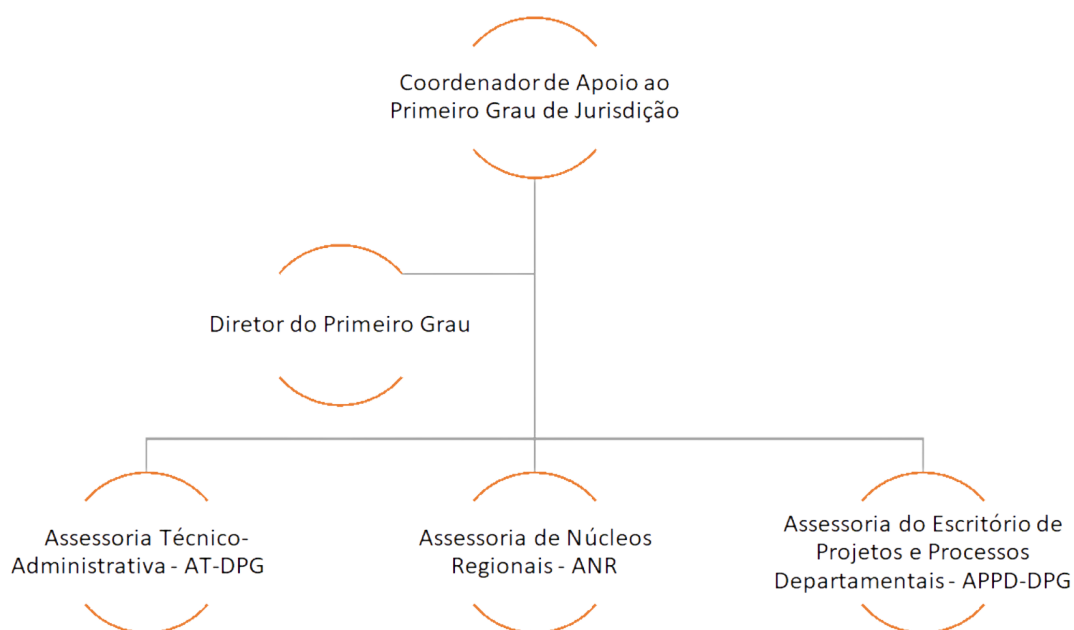 Coordenador de Apoio ao
Primeiro Grau de Jurisdição
Diretor do Primeiro Grau
Assessoria Técnico-
Administrativa - AT-DPG
Assessoria de Núcleos
Regionais - ANR
Assessoria do Escritório de
Projetos e Processos
Departamentais - APPD-DPG